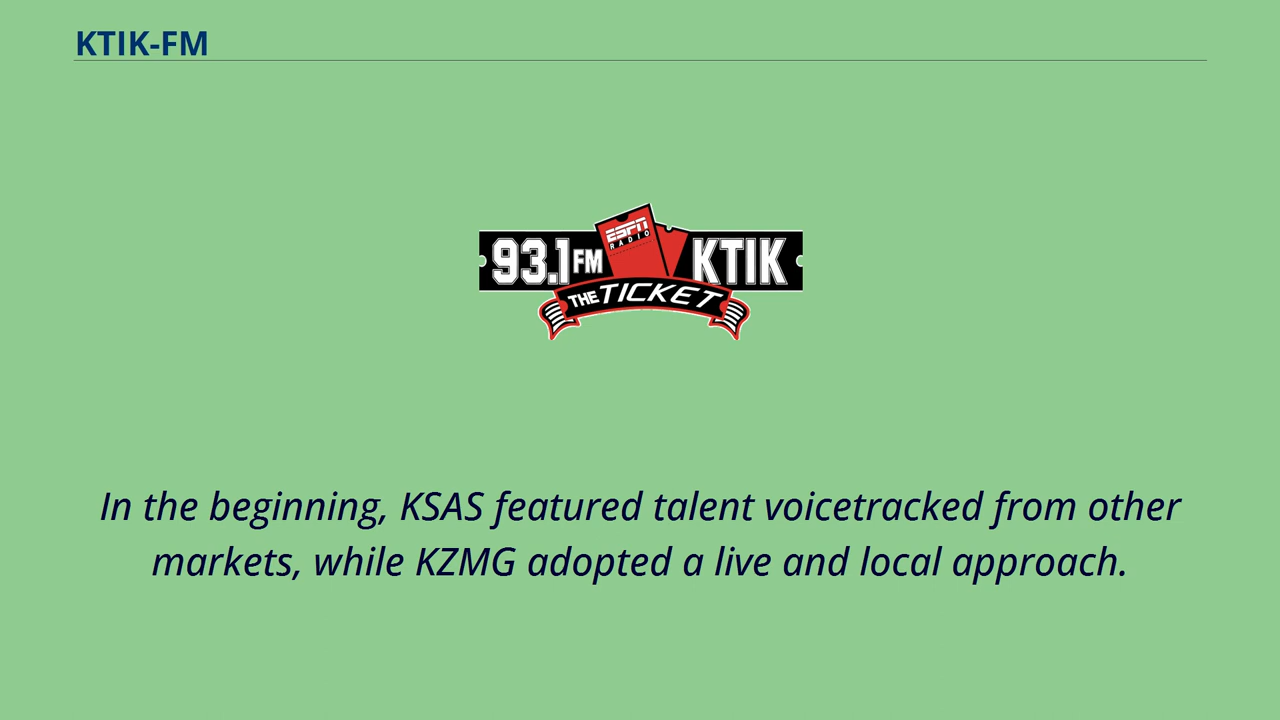 KTIK-FM
ESPN
RADIO
93.1 FM KTIK
THE TICKET
In the beginning, KSAS featured talent voicetracked from other
markets, while KZMG adopted a live and local approach.